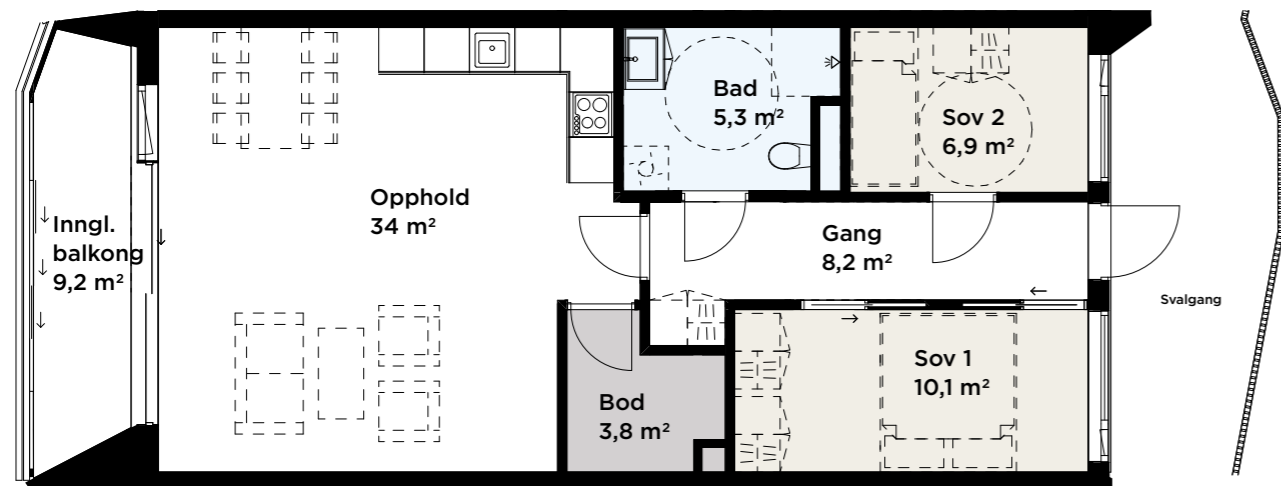 Inngl.
balkong
9,2 m²
Opphold
34 m²
Bad
5,3 m²
Sov 2
6,9 m²
Gang
8,2 m²
Svalgang
Bod
3,8 m²
Sov 1
10,1 m²